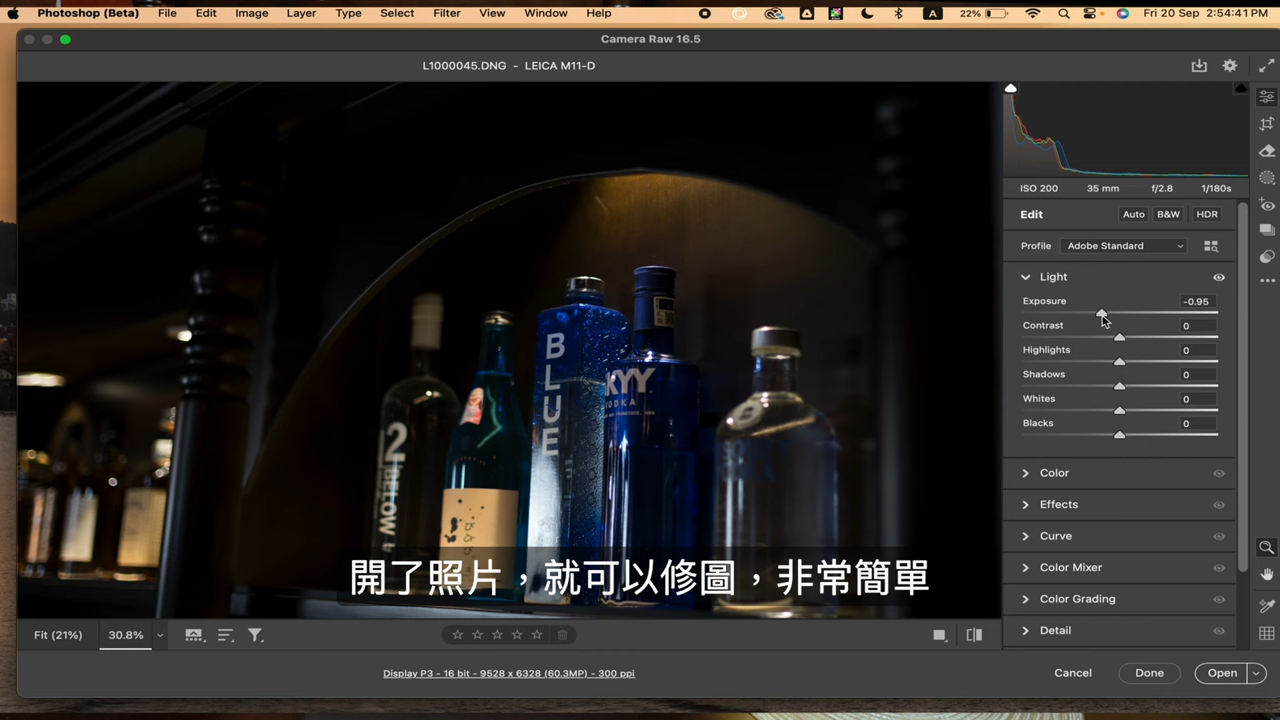 Photoshop (Beta) File Edit Image Layer Type Select Filter View Window Help A 22% Fri 20 Sep 2:54:41 PM
Camera Raw 16.5
L1000045.DNG - LEICA M11-D
ISO 200 35 mm f/2.8 1/180s
Edit Auto B&W HDR
Profile Adobe Standard
Light
Exposure -0.95
Contrast 0
Highlights 0
Shadows 0
Whites 0
Blacks 0
Color
Effects
Curve
Color Mixer
Color Grading
Detail
2
BELOW
BLUE
KYY
VODKA
開了照片，就可以修圖，非常簡單
Fit (21%) 30.8%
Display P3 - 16 bit - 9528 x 6328 (60.3MP) - 300 ppi
Cancel Done Open